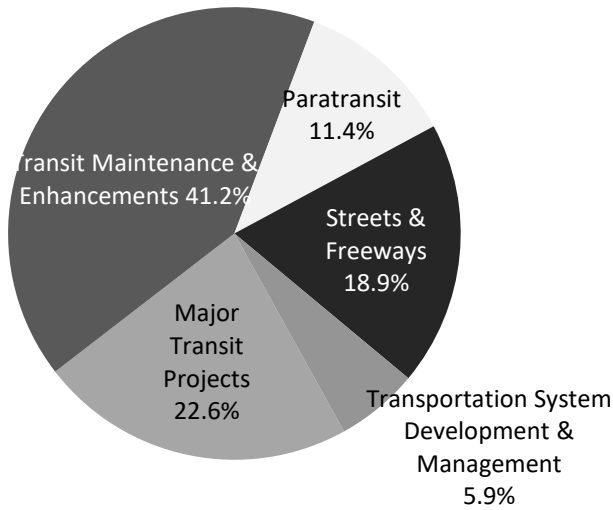 Paratransit
11.4%
Transit Maintenance &
Enhancements 41.2%
Streets &
Freeways
18.9%
Major
Transit
Projects
22.6%
Transportation System
Development &
Management
5.9%